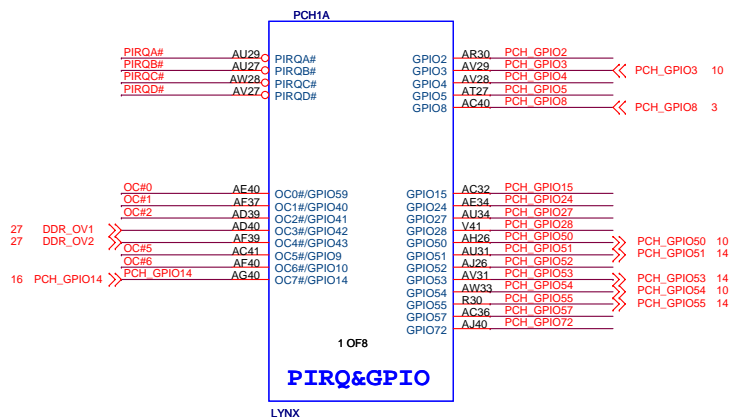 PCH1A
PIRQA# AU29 PIRQA# GPIO2 AR30 PCH_GPIO2
PIRQB# AU27 PIRQB# GPIO3 AV29 PCH_GPIO3 PCH_GPIO3 10
PIRQC# AW28 PIRQC# GPIO4 AV28 PCH_GPIO4
PIRQD# AV27 PIRQD# GPIO5 AT27 PCH_GPIO5
GPIO8 AC40 PCH_GPIO8 PCH_GPIO8 3
OC#0 AE40 OC0#/GPIO59 GPIO15 AC32 PCH_GPIO15
OC#1 AF37 OC1#/GPIO40 GPIO24 AE34 PCH_GPIO24
OC#2 AD39 OC2#/GPIO41 GPIO27 AU34 PCH_GPIO27
27 DDR_OV1 AD40 OC3#/GPIO42 GPIO28 V41 PCH_GPIO28
27 DDR_OV2 AF39 OC4#/GPIO43 GPIO50 AH26 PCH_GPIO50 PCH_GPIO50 10
OC#5 AC41 OC5#/GPIO9 GPIO51 AU31 PCH_GPIO51 PCH_GPIO51 14
OC#6 AF40 OC6#/GPIO10 GPIO52 AJ26 PCH_GPIO52
16 PCH_GPIO14 PCH_GPIO14 AG40 OC7#/GPIO14 GPIO53 AV31 PCH_GPIO53 PCH_GPIO53 14
GPIO54 AW33 PCH_GPIO54 PCH_GPIO54 10
GPIO55 R30 PCH_GPIO55 PCH_GPIO55 14
GPIO57 AC36 PCH_GPIO57
GPIO72 AJ40 PCH_GPIO72
1 OF8
PIRQ&GPIO
LYNX